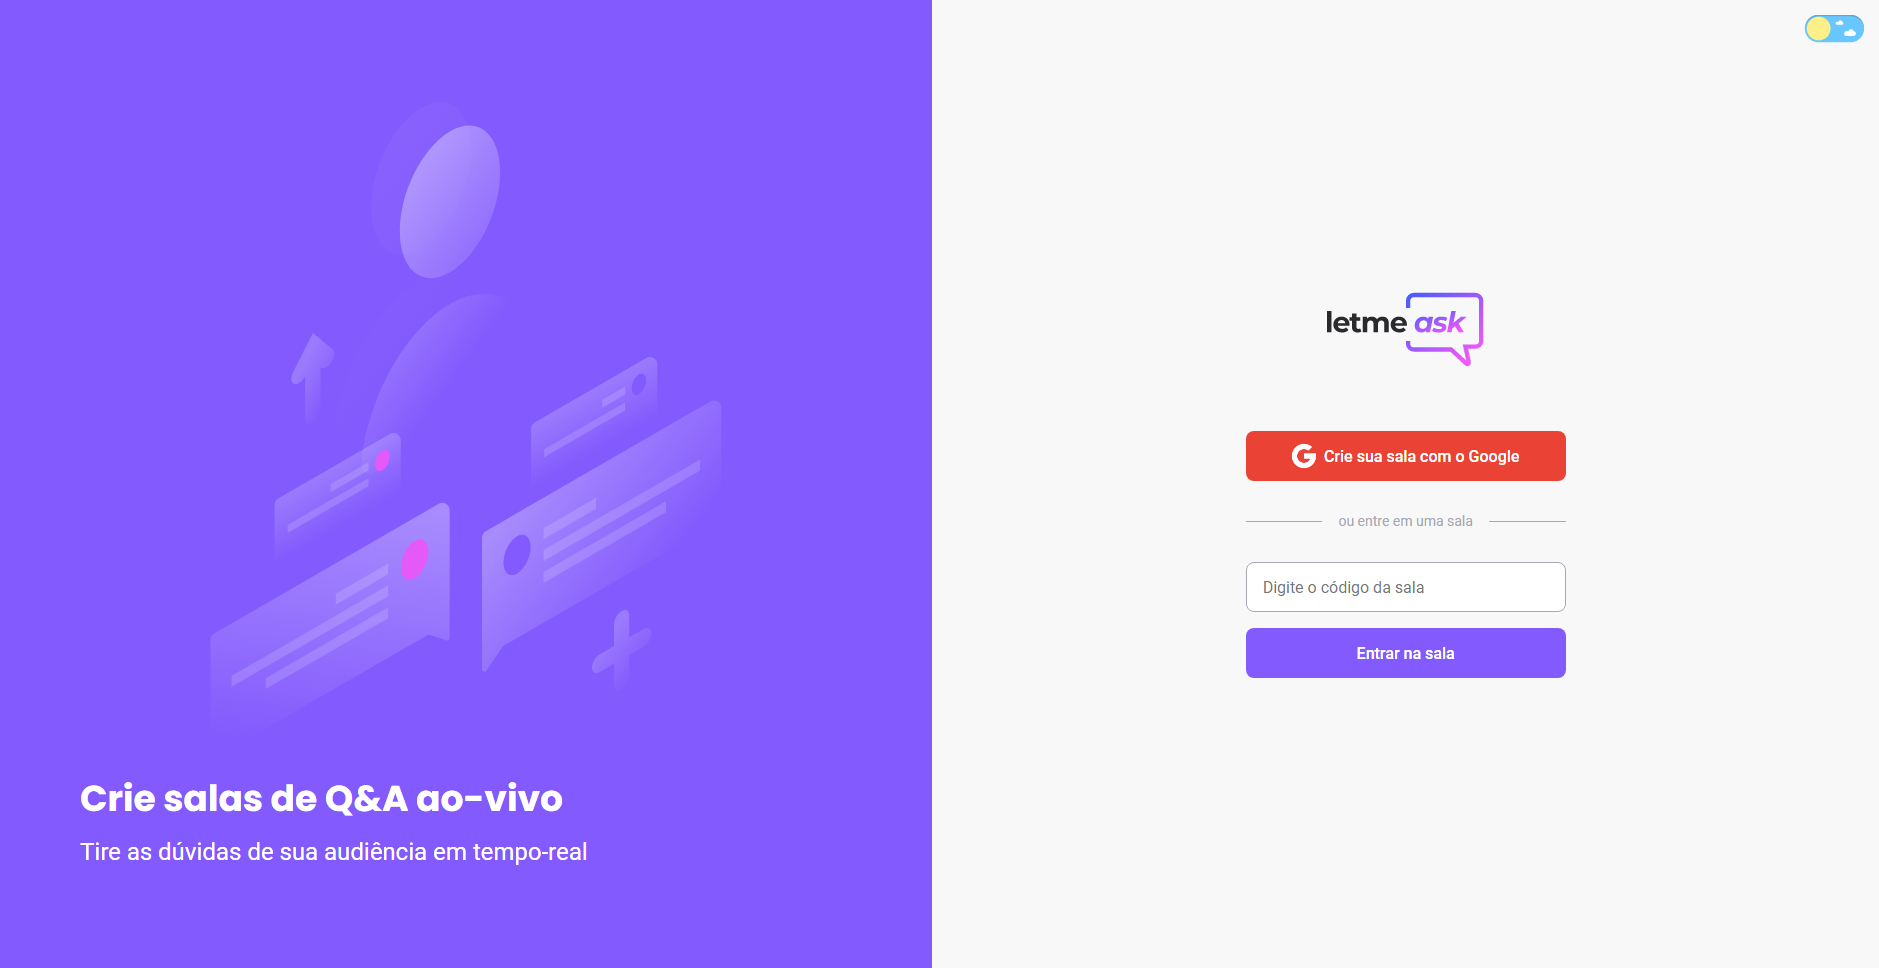 Crie salas de Q&A ao-vivo
Tire as dúvidas de sua audiência em tempo-real
letme ask
Crie sua sala com o Google
ou entre em uma sala
Digite o código da sala
Entrar na sala